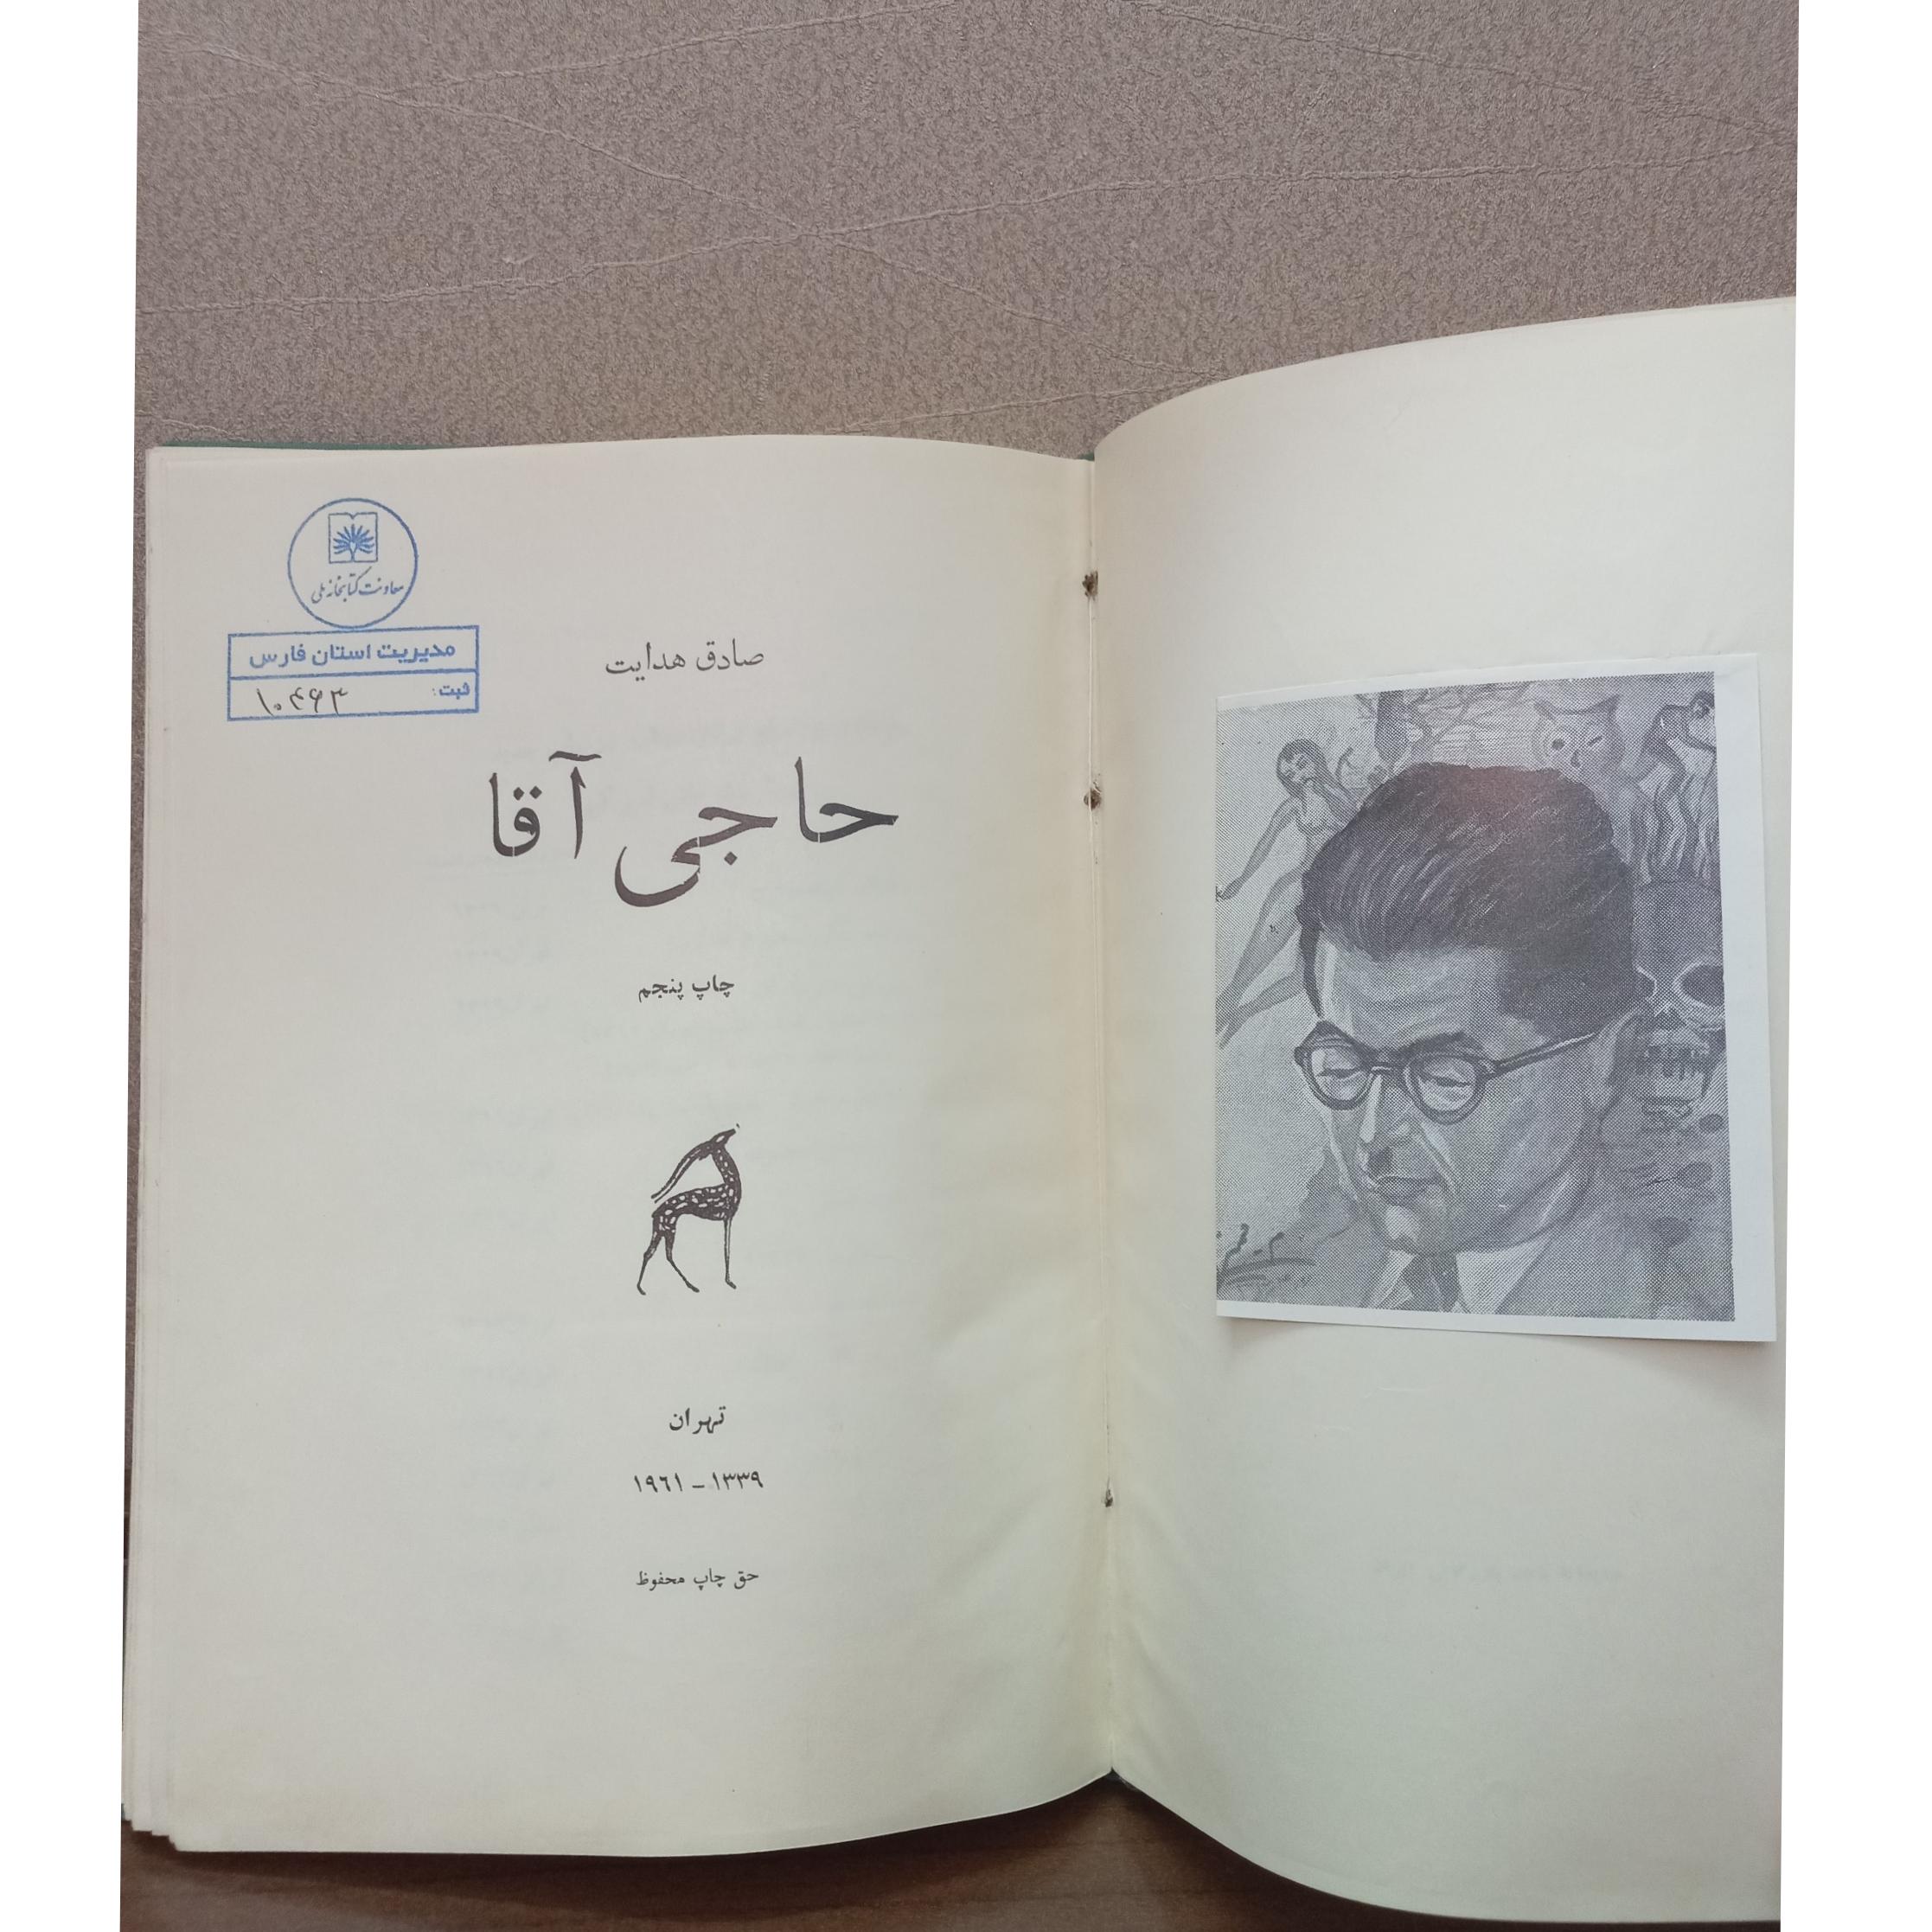 معاونت کتابخانه ملی
مدیریت استان فارس
ثبت: ۱۰۴۶۳
صادق هدایت
حاجی آقا
چاپ پنجم
تهران
۱۳۳۹ - ۱۹۶۱
حق چاپ محفوظ